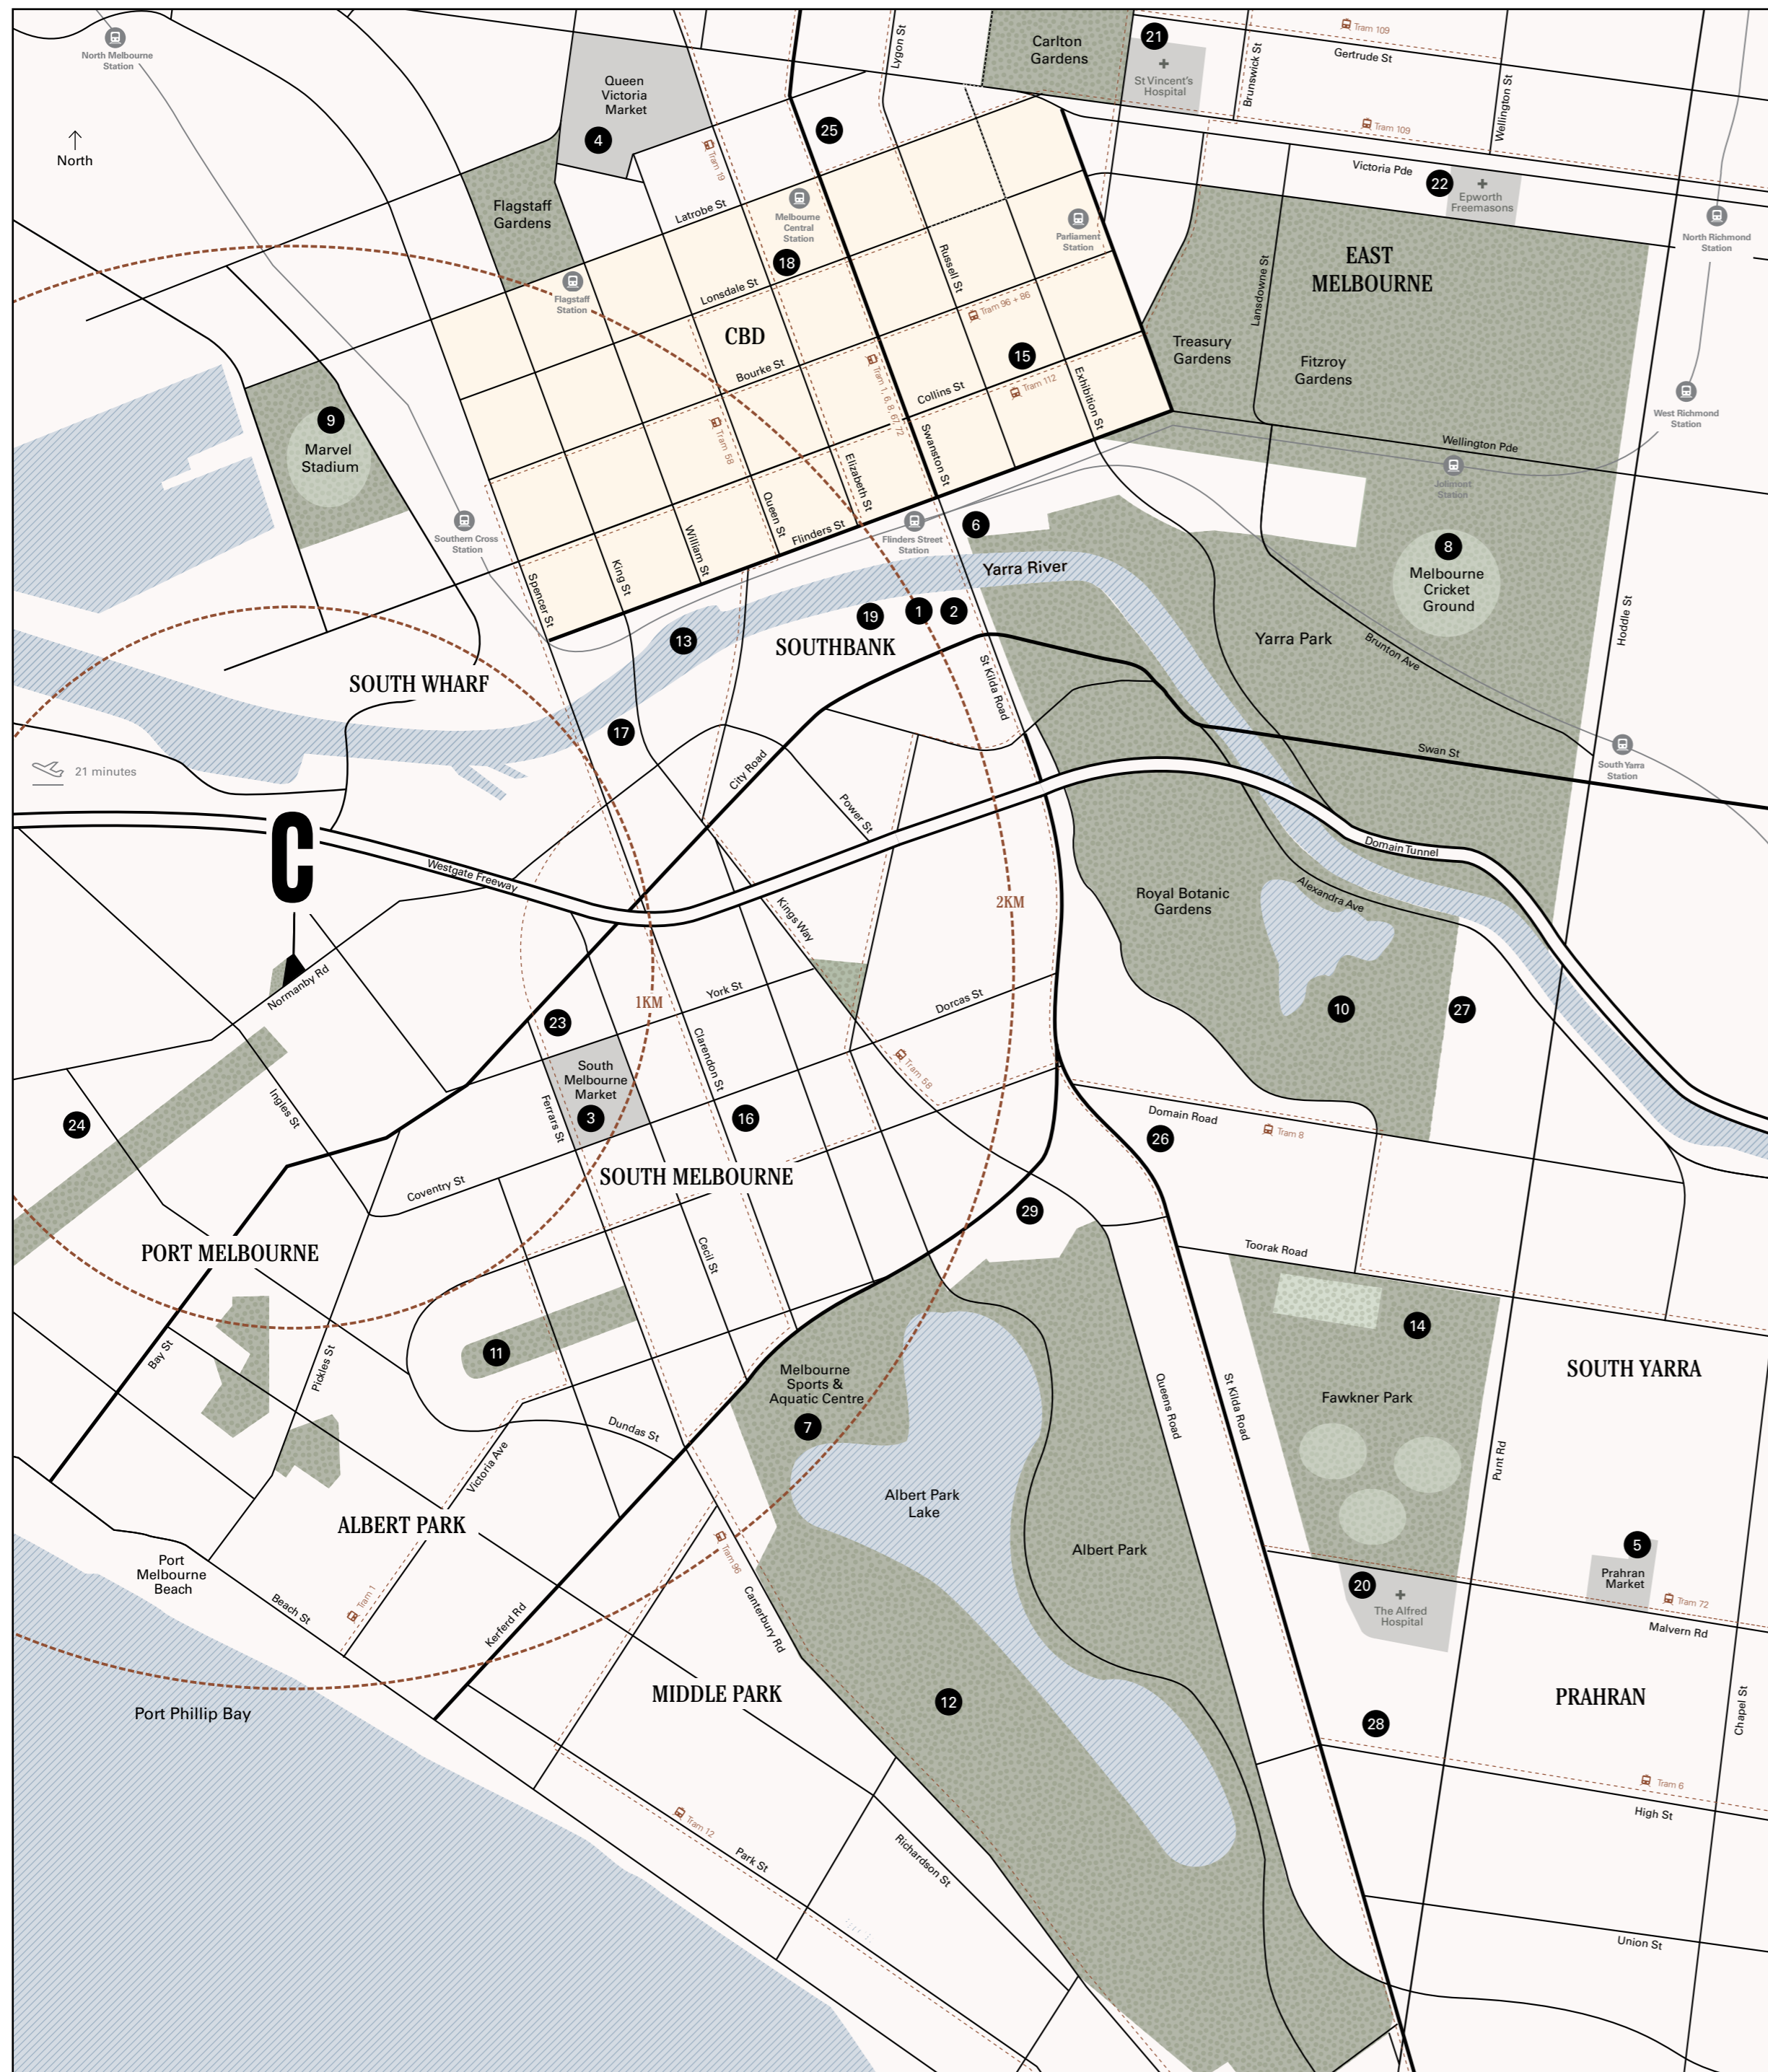 North Melbourne
Station
North
Queen
Victoria
Market
4
Lygon St
Carlton
Gardens
21
St Vincent's
Hospital
Brunswick St
Tram 109
Gertrude St
Wellington St
Tram 109
Victoria Pde
22
Epworth
Freemasons
North Richmond
Station
25
Tram 19
Flagstaff
Gardens
Latrobe St
Melbourne
Central
Station
18
Parliament
Station
Russell St
EAST
MELBOURNE
Lansdowne St
Flagstaff
Station
Lonsdale St
CBD
Tram 96 + 86
Treasury
Gardens
Fitzroy
Gardens
15
Bourke St
Tram 1, 6, 8, 67, 72
Collins St
Tram 112
Exhibition St
West Richmond
Station
9
Marvel
Stadium
Tram 58
Swanston St
Wellington Pde
Jolimont
Station
Elizabeth St
Queen St
Flinders St
Southern Cross
Station
William St
King St
Spencer St
Flinders Street
Station
6
Yarra River
8
Melbourne
Cricket
Ground
Hoddle St
19
1
2
13
SOUTHBANK
Yarra Park
Brunton Ave
SOUTH WHARF
St Kilda Road
17
21 minutes
City Road
Power St
Swan St
South Yarra
Station
C
Westgate Freeway
Domain Tunnel
Alexandra Ave
Royal Botanic
Gardens
2KM
Kings Way
Normanby Rd
York St
1KM
Dorcas St
10
27
23
Clarendon St
South
Melbourne
Market
3
Ferrars St
16
Tram 58
Ingles St
24
Domain Road
Tram 8
26
SOUTH MELBOURNE
Coventry St
29
PORT MELBOURNE
Cecil St
Toorak Road
14
Bay St
Pickles St
11
Melbourne
Sports &
Aquatic Centre
7
SOUTH YARRA
Fawkner Park
Queens Road
St Kilda Road
Dundas St
Victoria Ave
Punt Rd
Albert Park
Lake
ALBERT PARK
Albert Park
Tram 96
Port
Melbourne
Beach
5
Prahran
Market
20
The Alfred
Hospital
Tram 72
Malvern Rd
Tram 1
Beach St
Kerferd Rd
Canterbury Rd
MIDDLE PARK
12
PRAHRAN
Chapel St
Port Phillip Bay
28
Tram 6
High St
Tram 12
Park St
Richardson St
Union St